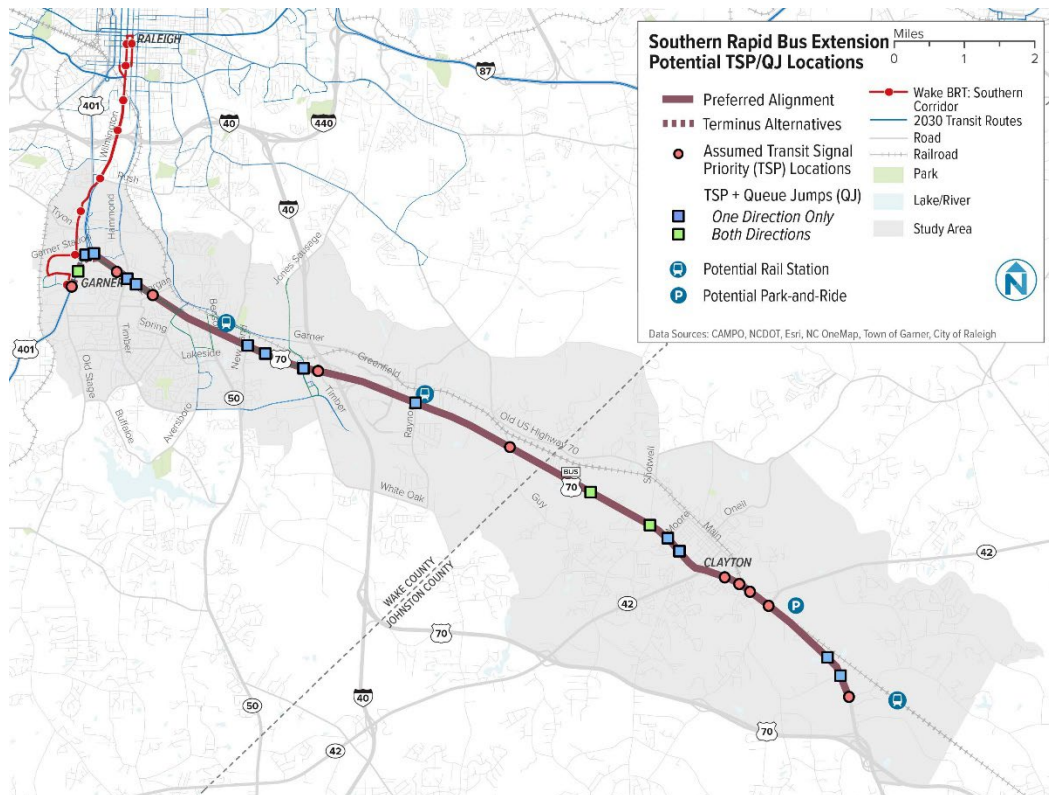 Southern Rapid Bus Extension
Potential TSP/QJ Locations
Miles
0 1 2
Preferred Alignment
Terminus Alternatives
Assumed Transit Signal
Priority (TSP) Locations
TSP + Queue Jumps (QJ)
One Direction Only
Both Directions
Potential Rail Station
Potential Park-and-Ride
Wake BRT: Southern
Corridor
2030 Transit Routes
Road
Railroad
Park
Lake/River
Study Area
N
P
Data Sources: CAMPO, NCDOT, Esri, NC OneMap, Town of Garner, City of Raleigh
RALEIGH
87
401
Wilmington
40
440
Rush
Hammond
Tryon
40
Jones Sausage
GARNER
401
Spring
Timber
Lakeside
Garner
70
Greenfield
Old Stage
50
Timber
Buffaloe
Aversboro
Raynor
Old US Highway 70
White Oak
Guy
BUS
70
Shotwell
Moore
Main
Oneil
CLAYTON
42
42
P
WAKE COUNTY
JOHNSTON COUNTY
70
50
40
42
70